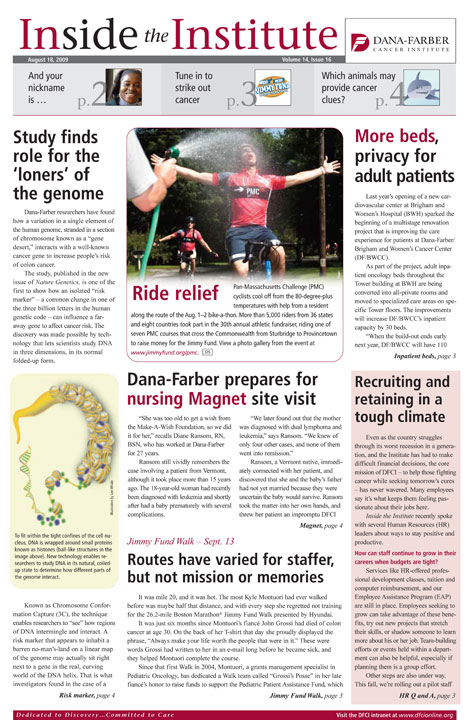 Inside the Institute
DANA-FARBER
CANCER INSTITUTE
August 18, 2009
Volume 14, Issue 16
And your
nickname
is …
p.2
Tune in to
strike out
cancer
p.3
JIMMY FUND
Which animals may
provide cancer
clues?
p.4
Study finds
role for the
'loners' of
the genome
Dana-Farber researchers have found
how a variation in a single element of
the human genome, stranded in a section
of chromosome known as a "gene
desert," interacts with a well-known
cancer gene to increase people's risk
of colon cancer.
The study, published in the new
issue of Nature Genetics, is one of the
first to show how an isolated "risk
marker" – a common change in one of
the three billion letters in the human
genetic code – can influence a far-
away gene to affect cancer risk. The
discovery was made possible by tech-
nology that lets scientists study DNA
in three dimensions, in its normal
folded-up form.
To fit within the tight confines of the cell nu-
cleus, DNA is wrapped around small proteins
known as histones (ball-like structures in the
image above). New technology enables re-
searchers to study DNA in its natural, coiled-
up state to determine how different parts of
the genome interact.
Known as Chromosome Confor-
mation Capture (3C), the technique
enables researchers to "see" how regions
of DNA intermingle and interact. A
risk marker that appears to inhabit a
barren no-man's-land on a linear map
of the genome may actually sit right
next to a gene in the real, curving
world of the DNA helix. That is what
investigators found in the case of a
Risk marker, page 4
PMC
Ride relief
Pan-Massachusetts Challenge (PMC)
cyclists cool off from the 80-degree-plus
temperatures with help from a resident
along the route of the Aug. 1–2 bike-a-thon. More than 5,000 riders from 36 states
and eight countries took part in the 30th annual athletic fundraiser, riding one of
seven PMC courses that cross the Commonwealth from Sturbridge to Provincetown
to raise money for the Jimmy Fund. View a photo gallery from the event at
www.jimmyfund.org/pmc.
More beds,
privacy for
adult patients
Last year's opening of a new car-
diovascular center at Brigham and
Women's Hospital (BWH) sparked the
beginning of a multistage renovation
project that is improving the care
experience for patients at Dana-Farber/
Brigham and Women's Cancer Center
(DF/BWCC).
As part of the project, adult inpa-
tient oncology beds throughout the
Tower building at BWH are being
converted into all-private rooms and
moved to specialized care areas on spe-
cific Tower floors. The improvements
will increase DF/BWCC's inpatient
capacity by 30 beds.
"When the build-out ends early
next year, DF/BWCC will have 110
Inpatient beds, page 3
Dana-Farber prepares for
nursing Magnet site visit
"She was too old to get a wish from
the Make-A-Wish Foundation, so we did
it for her," recalls Diane Ransom, RN,
BSN, who has worked at Dana-Farber
for 27 years.
Ransom still vividly remembers the
case involving a patient from Vermont,
although it took place more than 15 years
ago. The 18-year-old woman had recently
been diagnosed with leukemia and shortly
after had a baby prematurely with several
complications.
"We later found out that the mother
was diagnosed with dual lymphoma and
leukemia," says Ransom. "We knew of
only four other cases, and none of them
went into remission."
Ransom, a Vermont native, immedi-
ately connected with her patient, and
discovered that she and the baby's father
had not yet married because they were
uncertain the baby would survive. Ransom
took the matter into her own hands, and
threw her patient an impromptu DFCI
Magnet, page 4
Jimmy Fund Walk – Sept. 13
Routes have varied for staffer,
but not mission or memories
It was mile 20, and it was hot. The most Kyle Montuori had ever walked
before was maybe half that distance, and with every step she regretted not training
for the 26.2-mile Boston Marathon® Jimmy Fund Walk presented by Hyundai.
It was just six months since Montuori's fiancé John Grossi had died of colon
cancer at age 30. On the back of her T-shirt that day she proudly displayed the
phrase, "Always make your life worth the people that were in it." These were
words Grossi had written to her in an e-mail long before he became sick, and
they helped Montuori complete the course.
Since that first Walk in 2004, Montuori, a grants management specialist in
Pediatric Oncology, has dedicated a Walk team called "Grossi's Posse" in her late
fiance's honor to raise funds to support the Pediatric Patient Assistance Fund, which
Jimmy Fund Walk, page 3
Recruiting and
retaining in a
tough climate
Even as the country struggles
through its worst recession in a genera-
tion, and the Institute has had to make
difficult financial decisions, the core
mission of DFCI – to help those fighting
cancer while seeking tomorrow's cures
– has never wavered. Many employees
say it's what keeps them feeling pas-
sionate about their jobs here.
Inside the Institute recently spoke
with several Human Resources (HR)
leaders about ways to stay positive and
productive.
How can staff continue to grow in their
careers when budgets are tight?
Services like HR-offered profes-
sional development classes, tuition and
computer reimbursement, and our
Employee Assistance Program (EAP)
are still in place. Employees seeking to
grow can take advantage of these bene-
fits, try out new projects that stretch
their skills, or shadow someone to learn
more about his or her job. Team-building
efforts or events held within a depart-
ment can also be helpful, especially if
planning them is a group effort.
Other steps are also under way.
This fall, we're rolling out a pilot staff
HR Q and A, page 3
Dedicated to Discovery...Committed to Care
Visit the DFCI intranet at www.dfcionline.org